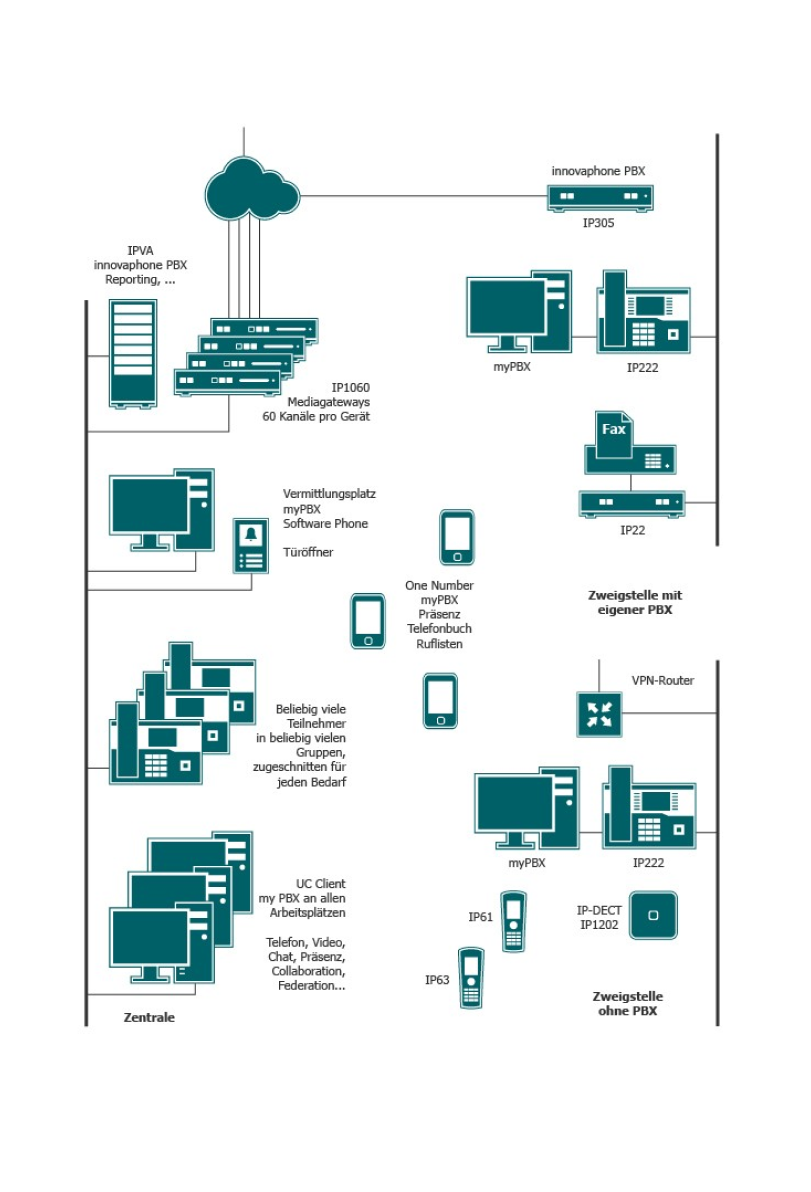 innovaphone PBX
IP305
IPVA
innovaphone PBX
Reporting, ...
myPBX
IP222
IP1060
Mediagateways
60 Kanäle pro Gerät
Fax
IP22
Vermittlungsplatz
myPBX
Software Phone
Türöffner
One Number
myPBX
Präsenz
Telefonbuch
Ruflisten
Zweigstelle mit
eigener PBX
VPN-Router
Beliebig viele
Teilnehmer
in beliebig vielen
Gruppen,
zugeschnitten für
jeden Bedarf
myPBX
IP222
UC Client
my PBX an allen
Arbeitsplätzen
Telefon, Video,
Chat, Präsenz,
Collaboration,
Federation...
IP61
IP-DECT
IP1202
IP63
Zweigstelle
ohne PBX
Zentrale